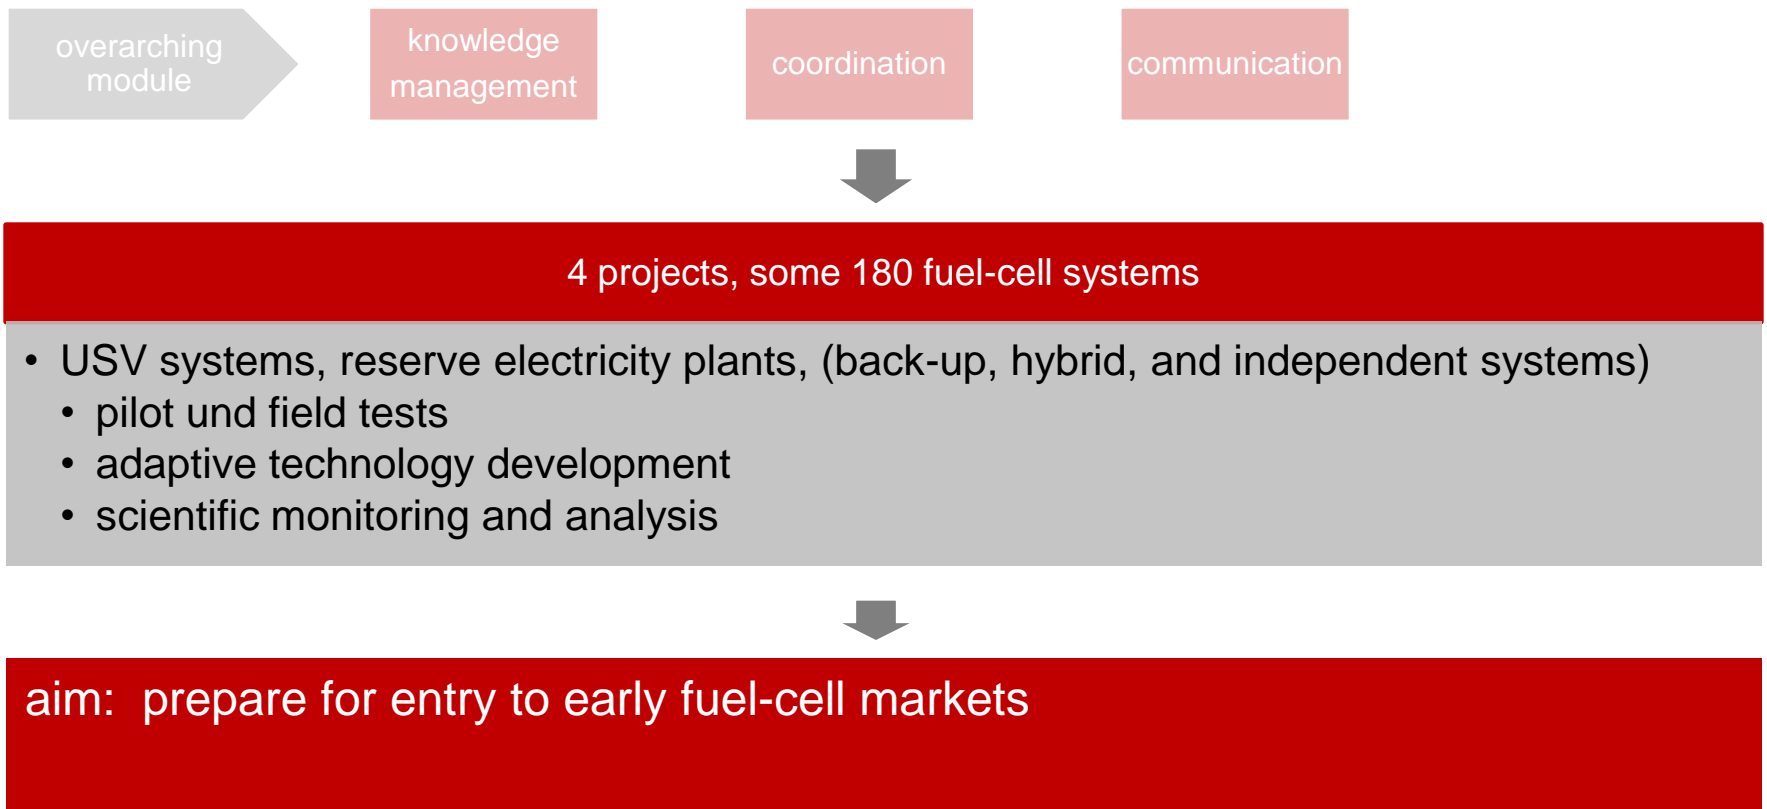 overarching
module
knowledge
management
coordination
communication
4 projects, some 180 fuel-cell systems
• USV systems, reserve electricity plants, (back-up, hybrid, and independent systems)
• pilot und field tests
• adaptive technology development
• scientific monitoring and analysis
aim: prepare for entry to early fuel-cell markets